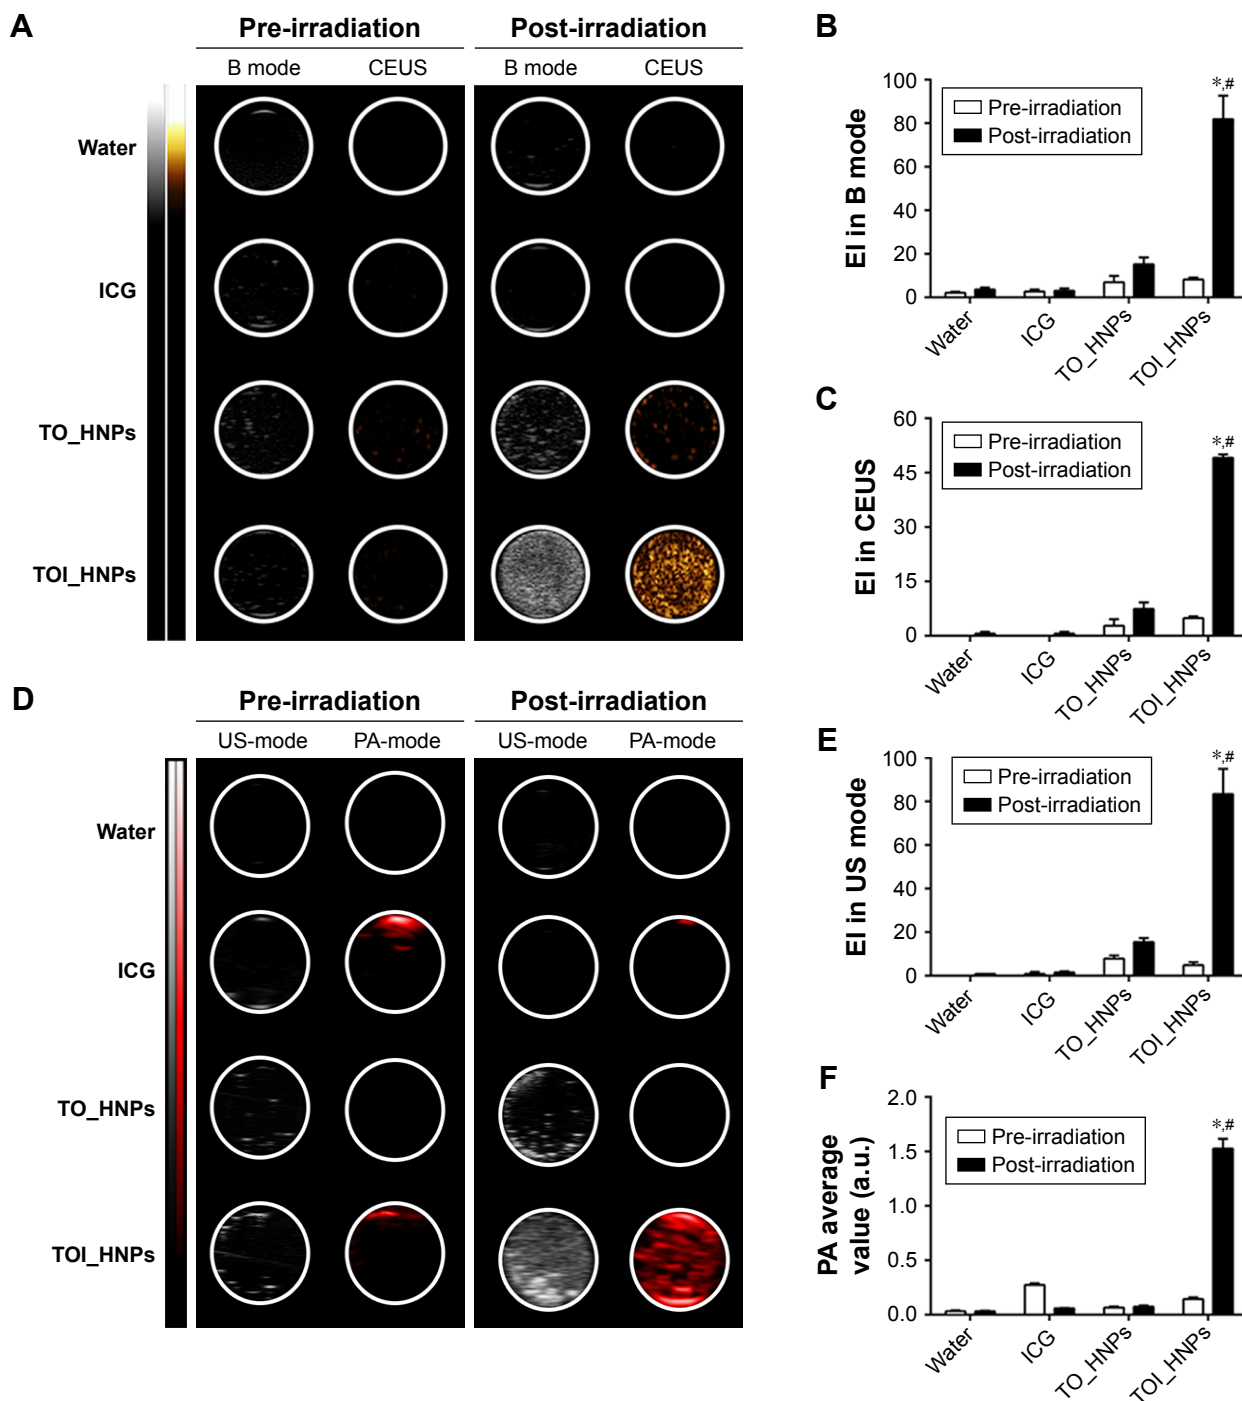 A
Pre-irradiation
Post-irradiation
B mode
CEUS
B mode
CEUS
Water
ICG
TO_HNPs
TOI_HNPs
B
EI in B mode
100
80
60
40
20
0
Pre-irradiation
Post-irradiation
*,#
Water
ICG
TO_HNPs
TOI_HNPs
C
EI in CEUS
60
45
30
15
0
Pre-irradiation
Post-irradiation
*,#
Water
ICG
TO_HNPs
TOI_HNPs
D
Pre-irradiation
Post-irradiation
US-mode
PA-mode
US-mode
PA-mode
Water
ICG
TO_HNPs
TOI_HNPs
E
EI in US mode
100
80
60
40
20
0
Pre-irradiation
Post-irradiation
*,#
Water
ICG
TO_HNPs
TOI_HNPs
F
PA average
value (a.u.)
2.0
1.5
1.0
0.5
0.0
Pre-irradiation
Post-irradiation
*,#
Water
ICG
TO_HNPs
TOI_HNPs